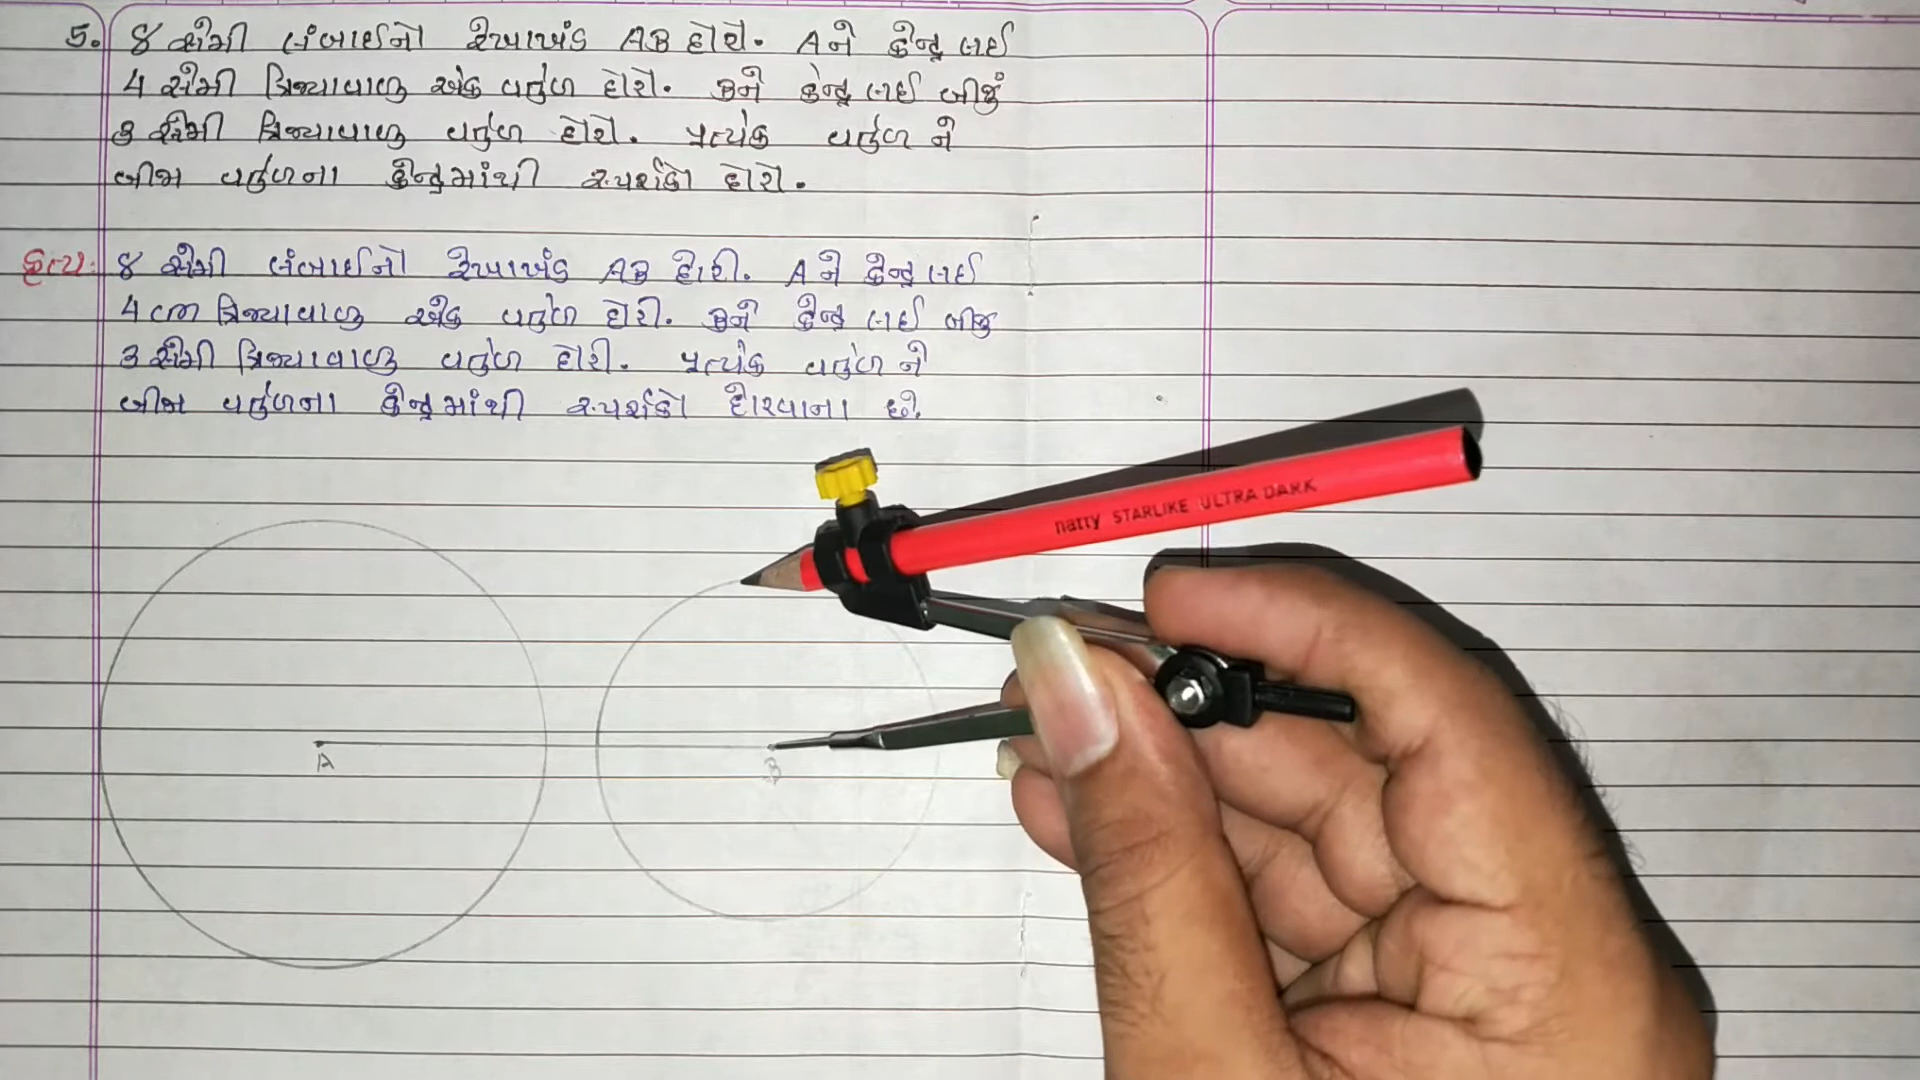 5. 8 સેમી લંબાઈનો રેખાખંડ AB દોરો. A ને કેન્દ્ર લઈ
4 સેમી ત્રિજ્યાવાળુ એક વર્તુળ દોરો. B ને કેન્દ્ર લઈ બીજું
3 સેમી ત્રિજ્યાવાળુ વર્તુળ દોરો. પ્રત્યેક વર્તુળ ને
બીજા વર્તુળના કેન્દ્રમાંથી સ્પર્શકો દોરો.
કૃત્ય: 8 સેમી લંબાઈનો રેખાખંડ AB દોરી. A ને કેન્દ્ર લઈ
4 cm ત્રિજ્યાવાળુ એક વર્તુળ દોરી. B ને કેન્દ્ર લઈ બીજુ
3 સેમી ત્રિજ્યાવાળુ વર્તુળ દોરી. પ્રત્યેક વર્તુળ ને
બીજા વર્તુળના કેન્દ્રમાંથી સ્પર્શકો દોરવાના છે.
natty STARLIKE ULTRA DARK
A
B